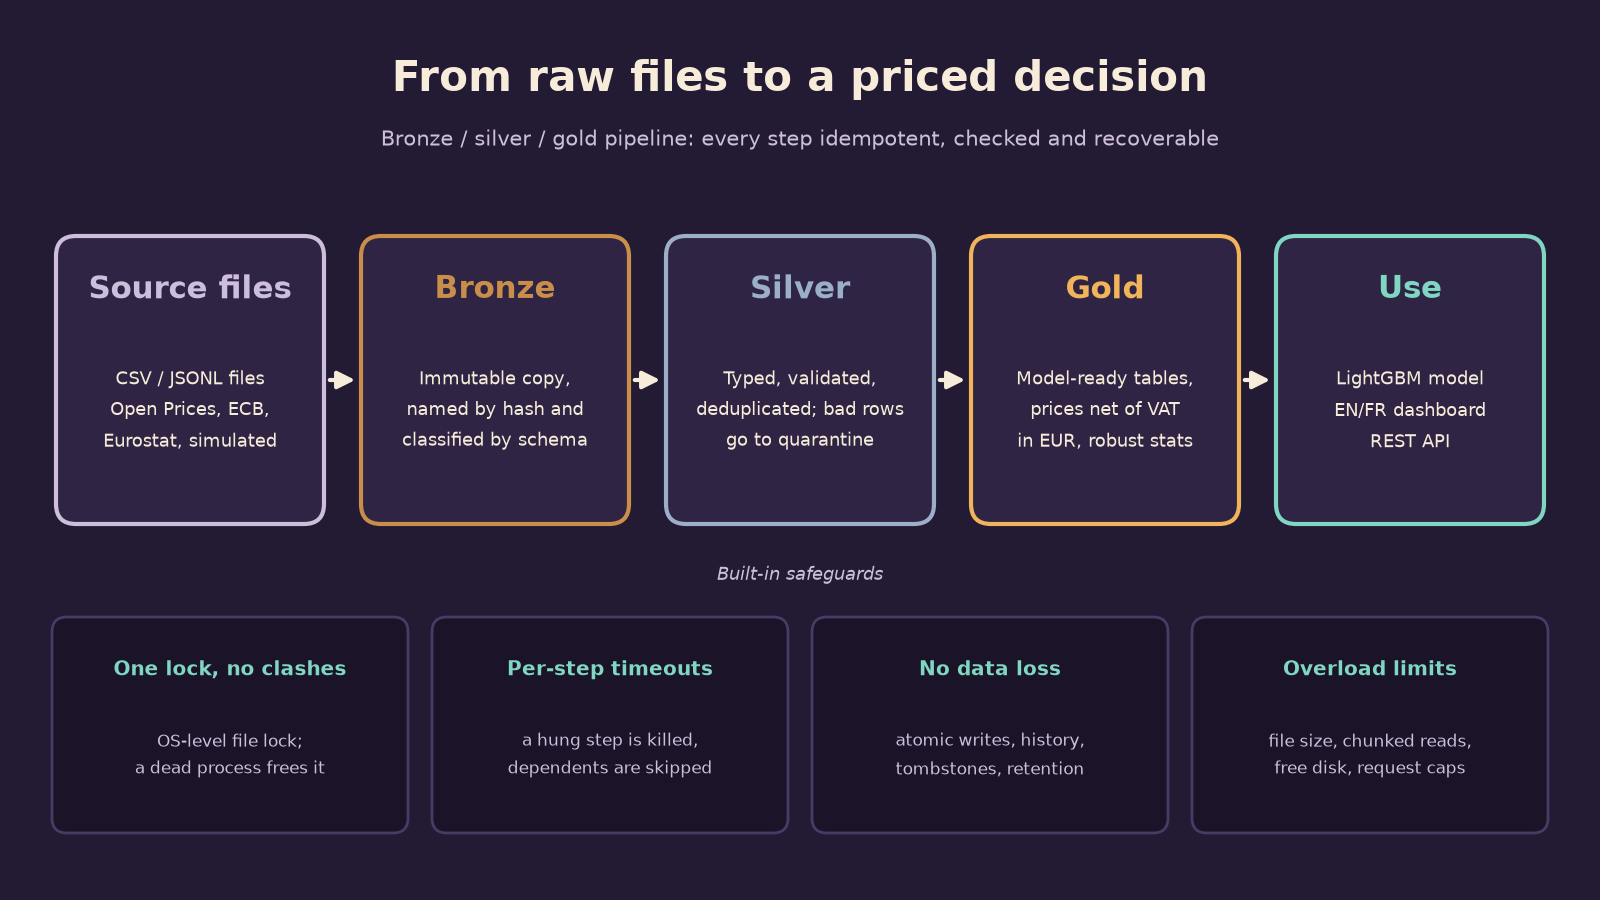 From raw files to a priced decision
Bronze / silver / gold pipeline: every step idempotent, checked and recoverable
Source files
CSV / JSONL files
Open Prices, ECB,
Eurostat, simulated
Bronze
Immutable copy,
named by hash and
classified by schema
Silver
Typed, validated,
deduplicated; bad rows
go to quarantine
Gold
Model-ready tables,
prices net of VAT
in EUR, robust stats
Use
LightGBM model
EN/FR dashboard
REST API
Built-in safeguards
One lock, no clashes
OS-level file lock;
a dead process frees it
Per-step timeouts
a hung step is killed,
dependents are skipped
No data loss
atomic writes, history,
tombstones, retention
Overload limits
file size, chunked reads,
free disk, request caps